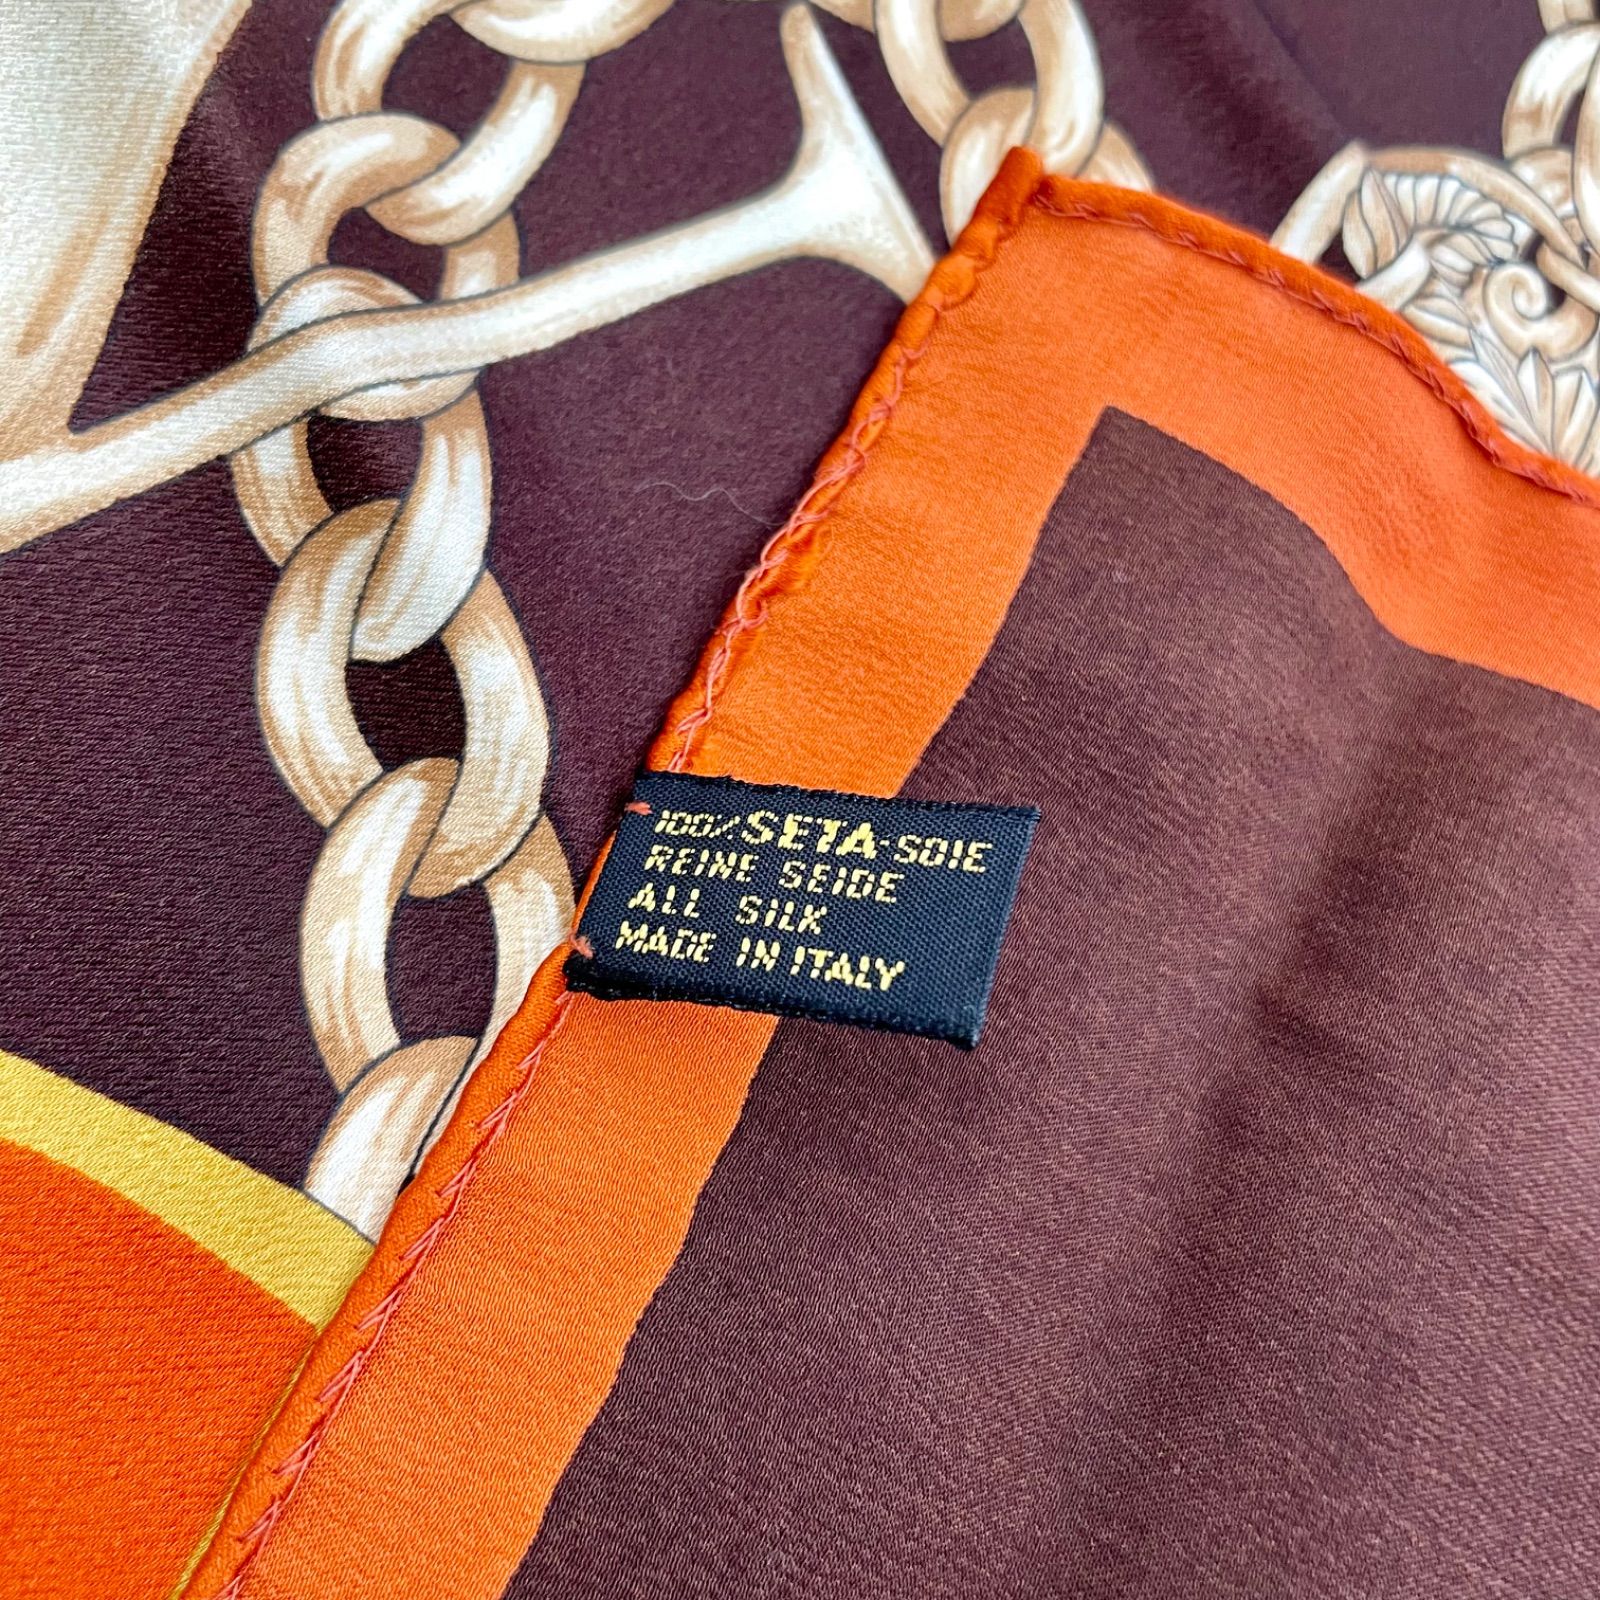 100% SETA-SOIE
REINE SEIDE
ALL SILK
MADE IN ITALY